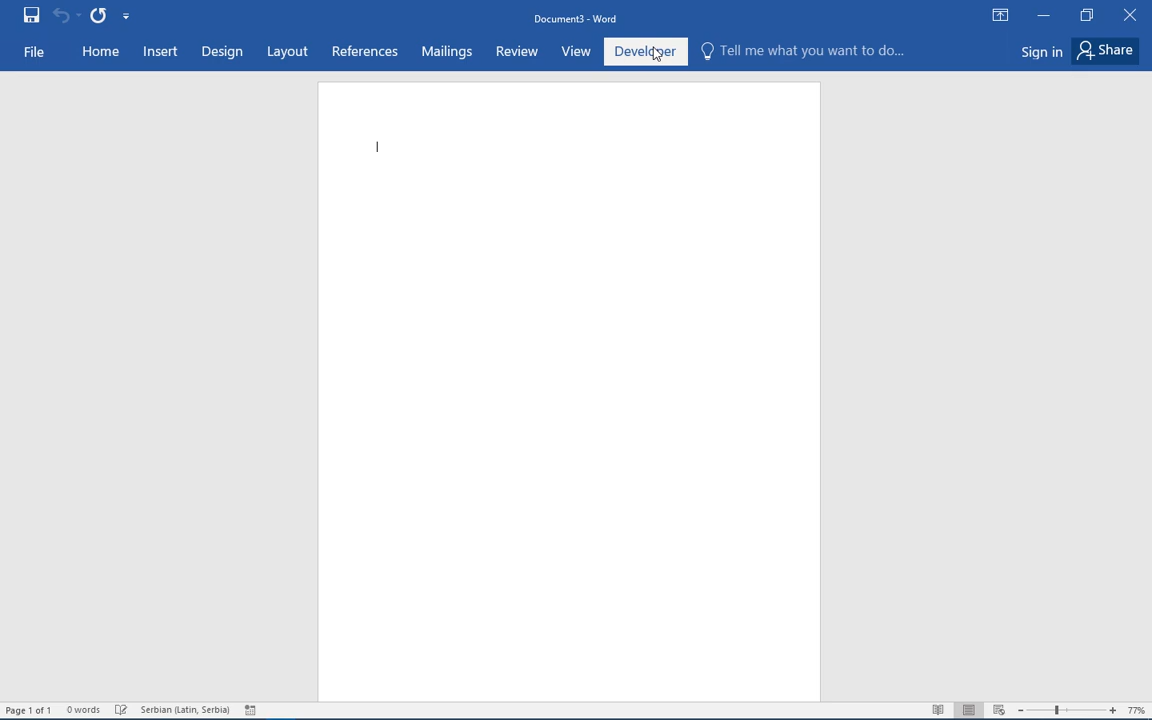 Document3 - Word
File Home Insert Design Layout References Mailings Review View Developer Tell me what you want to do... Sign in Share
Page 1 of 1 0 words Serbian (Latin, Serbia) 77%